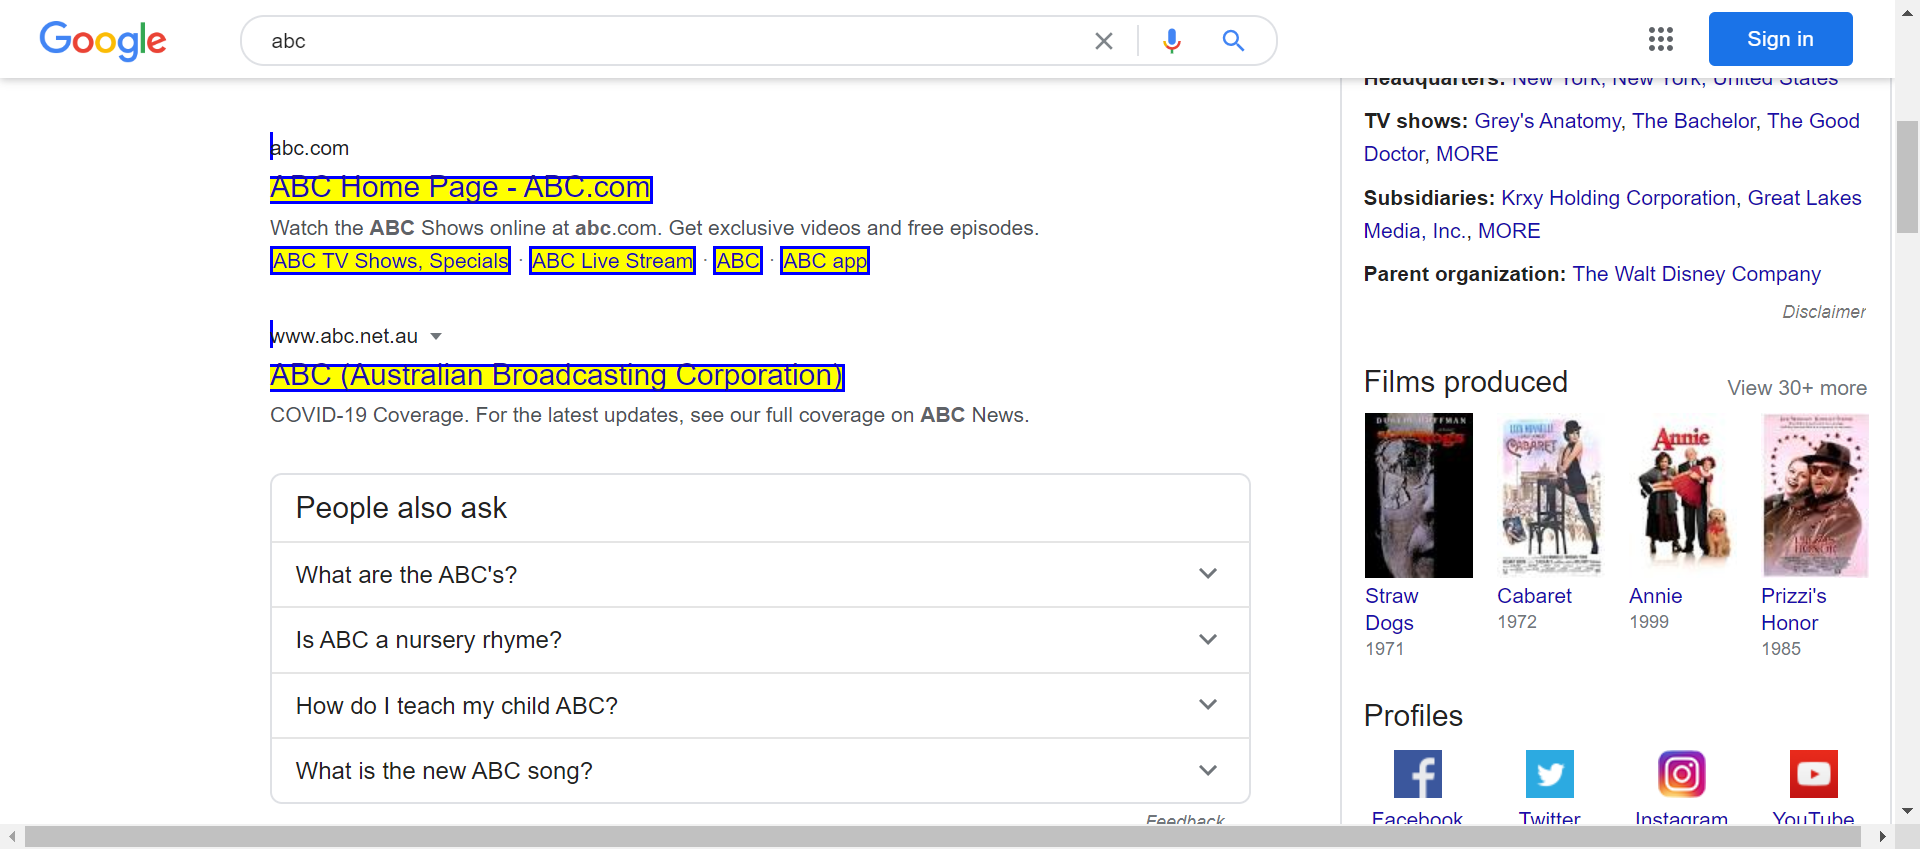 Google
abc
Sign in
abc.com
ABC Home Page - ABC.com
Watch the ABC Shows online at abc.com. Get exclusive videos and free episodes.
ABC TV Shows, Specials · ABC Live Stream · ABC · ABC app
www.abc.net.au
ABC (Australian Broadcasting Corporation)
COVID-19 Coverage. For the latest updates, see our full coverage on ABC News.
People also ask
What are the ABC's?
Is ABC a nursery rhyme?
How do I teach my child ABC?
What is the new ABC song?
Feedback
Headquarters: New York, New York, United States
TV shows: Grey's Anatomy, The Bachelor, The Good
Doctor, MORE
Subsidiaries: Krxy Holding Corporation, Great Lakes
Media, Inc., MORE
Parent organization: The Walt Disney Company
Disclaimer
Films produced
View 30+ more
CABARET
Annie
Straw
Dogs
1971
Cabaret
1972
Annie
1999
Prizzi's
Honor
1985
Profiles
Facebook
Twitter
Instagram
YouTube